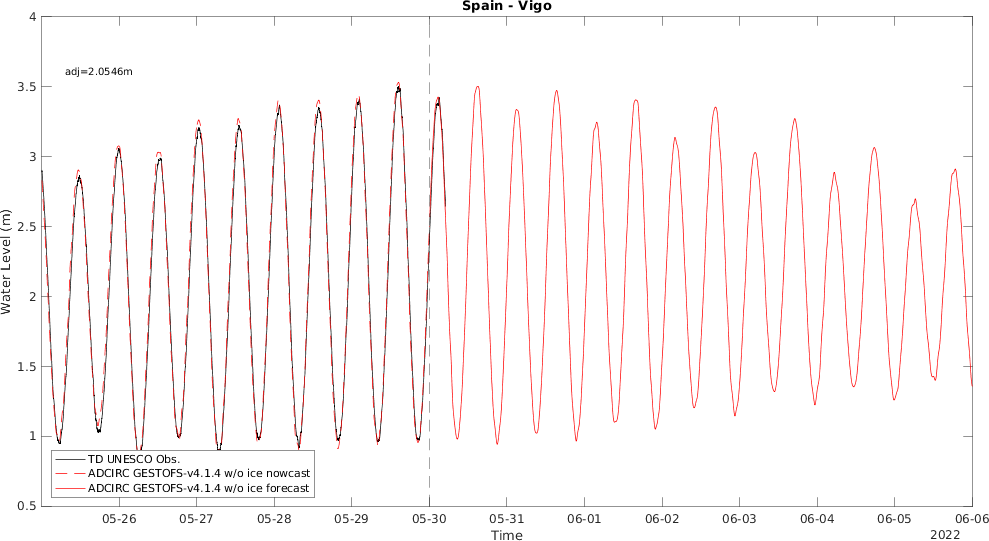 Spain - Vigo
adj=2.0546m
4
3.5
3
2.5
2
1.5
1
0.5
Water Level (m)
TD UNESCO Obs.
ADCIRC GESTOFS-v4.1.4 w/o ice nowcast
ADCIRC GESTOFS-v4.1.4 w/o ice forecast
05-26 05-27 05-28 05-29 05-30 05-31 06-01 06-02 06-03 06-04 06-05 06-06
Time
2022